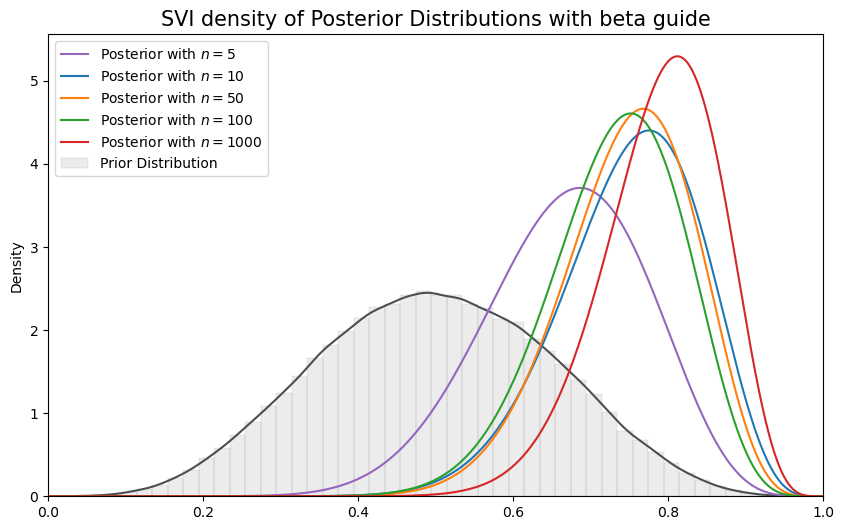 SVI density of Posterior Distributions with beta guide
Posterior with n = 5
Posterior with n = 10
Posterior with n = 50
Posterior with n = 100
Posterior with n = 1000
Prior Distribution
Density
5
4
3
2
1
0
0.0 0.2 0.4 0.6 0.8 1.0